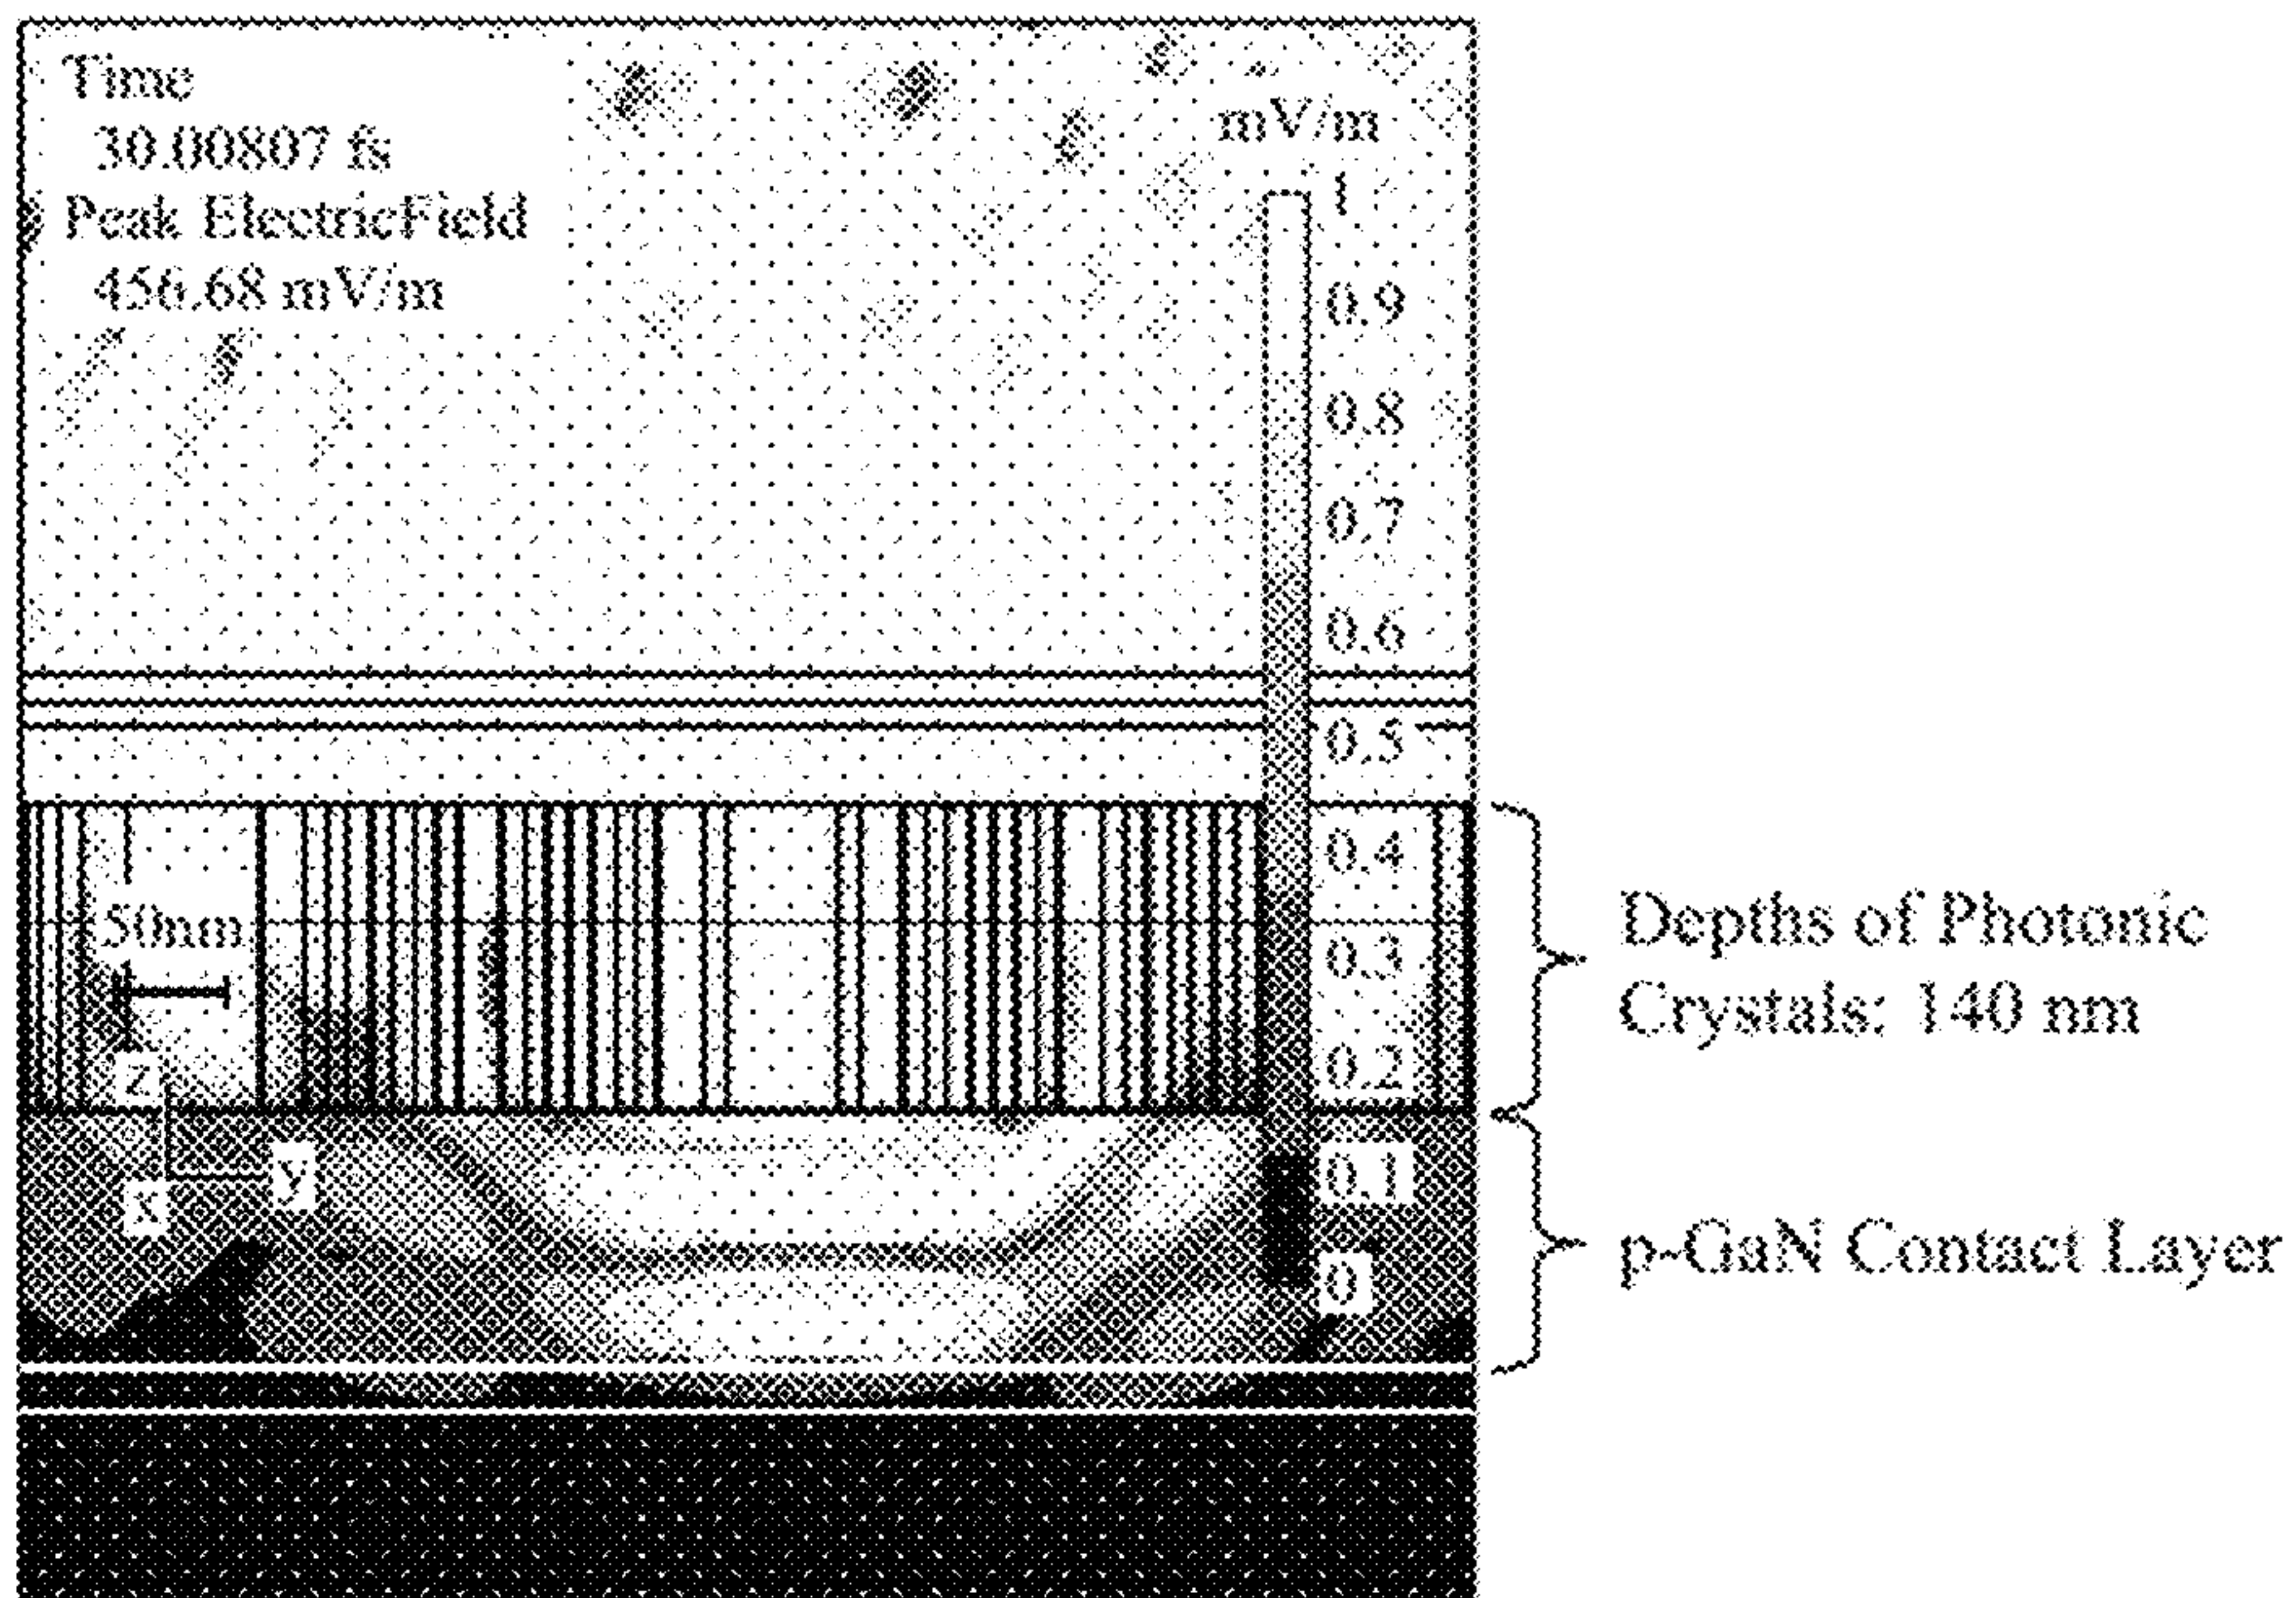 Time
30.00807 fs
Peak ElectricField
456.68 mV/m
mV/m
1
0.9
0.8
0.7
0.6
0.5
0.4
0.3
0.2
0.1
0
50nm
z
y
x
Depths of Photonic
Crystals: 140 nm
p-GaN Contact Layer